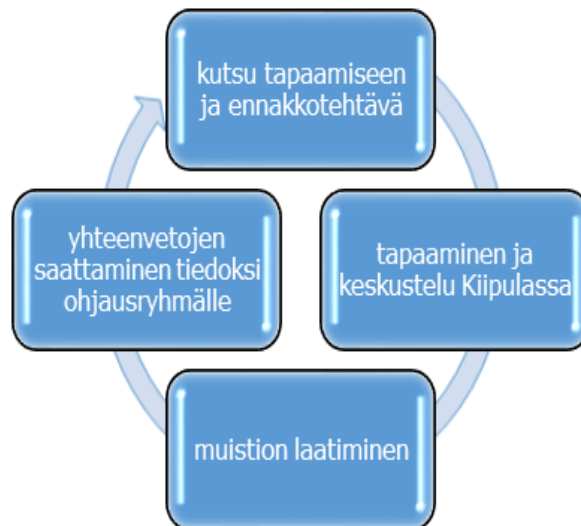 kutsu tapaamiseen
ja ennakkotehtävä
tapaaminen ja
keskustelu Kiipulassa
muistion laatiminen
yhteenvetojen
saattaminen tiedoksi
ohjausryhmälle